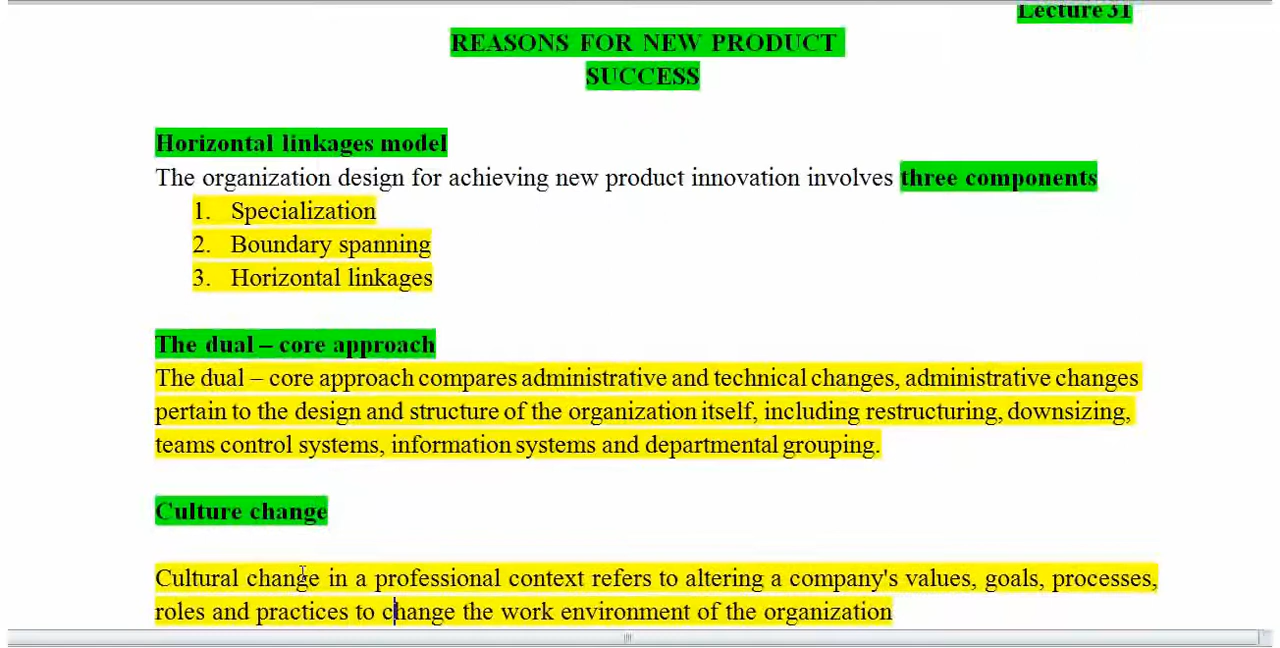 Lecture 31
REASONS FOR NEW PRODUCT
SUCCESS
Horizontal linkages model
The organization design for achieving new product innovation involves three components
1. Specialization
2. Boundary spanning
3. Horizontal linkages
The dual – core approach
The dual – core approach compares administrative and technical changes, administrative changes
pertain to the design and structure of the organization itself, including restructuring, downsizing,
teams control systems, information systems and departmental grouping.
Culture change
Cultural change in a professional context refers to altering a company's values, goals, processes,
roles and practices to change the work environment of the organization